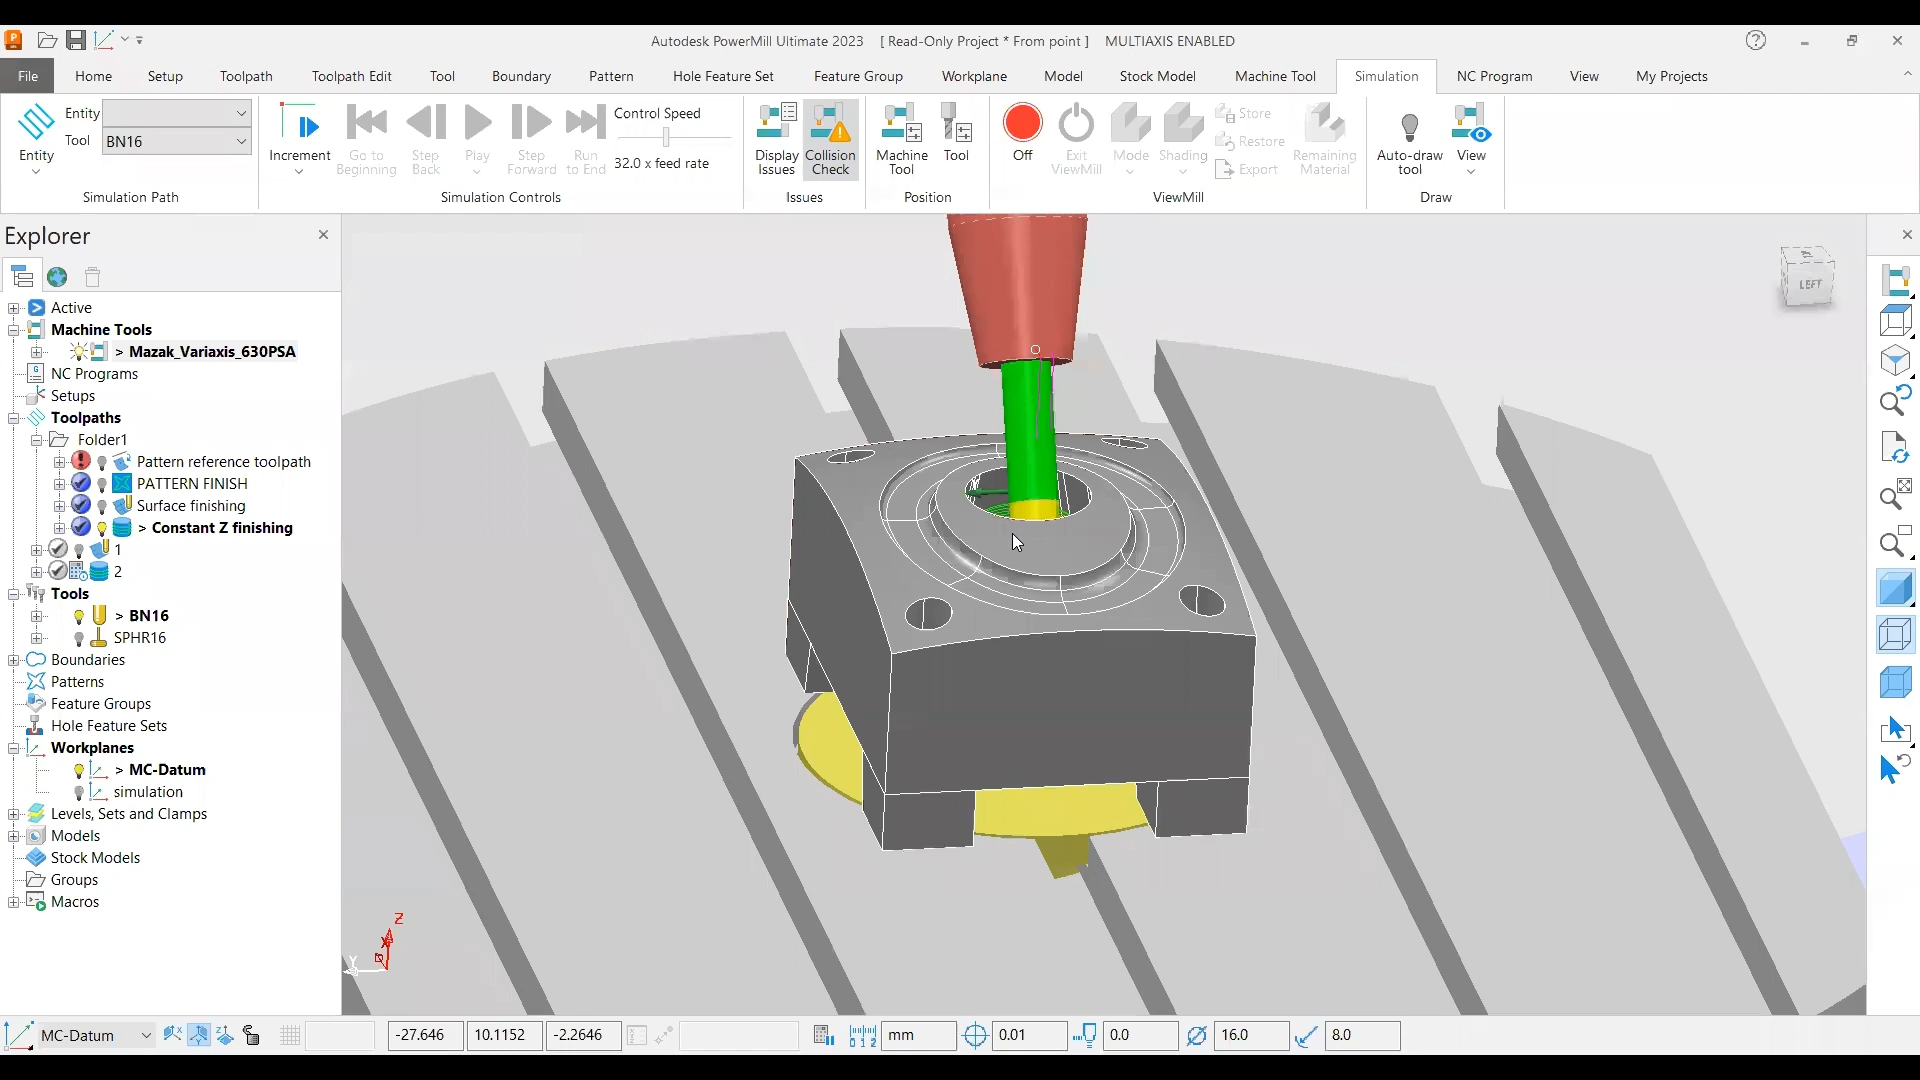 Autodesk PowerMill Ultimate 2023 [ Read-Only Project * From point ] MULTIAXIS ENABLED
File Home Setup Toolpath Toolpath Edit Tool Boundary Pattern Hole Feature Set Feature Group Workplane Model Stock Model Machine Tool Simulation NC Program View My Projects
Entity
Tool BN16
Entity
Simulation Path
Increment
Go to Beginning
Step Back
Play
Step Forward
Run to End
Control Speed
32.0 x feed rate
Simulation Controls
Display Issues
Collision Check
Issues
Machine Tool
Tool
Position
Off
Exit ViewMill
Mode
Shading
Store
Restore
Export
Remaining Material
ViewMill
Auto-draw tool
View
Draw
Explorer
Active
Machine Tools
> Mazak_Variaxis_630PSA
NC Programs
Setups
Toolpaths
Folder1
Pattern reference toolpath
PATTERN FINISH
Surface finishing
> Constant Z finishing
1
2
Tools
> BN16
SPHR16
Boundaries
Patterns
Feature Groups
Hole Feature Sets
Workplanes
> MC-Datum
simulation
Levels, Sets and Clamps
Models
Stock Models
Groups
Macros
LEFT
Z
X
Y
MC-Datum -27.646 10.1152 -2.2646 mm 0.01 0.0 16.0 8.0